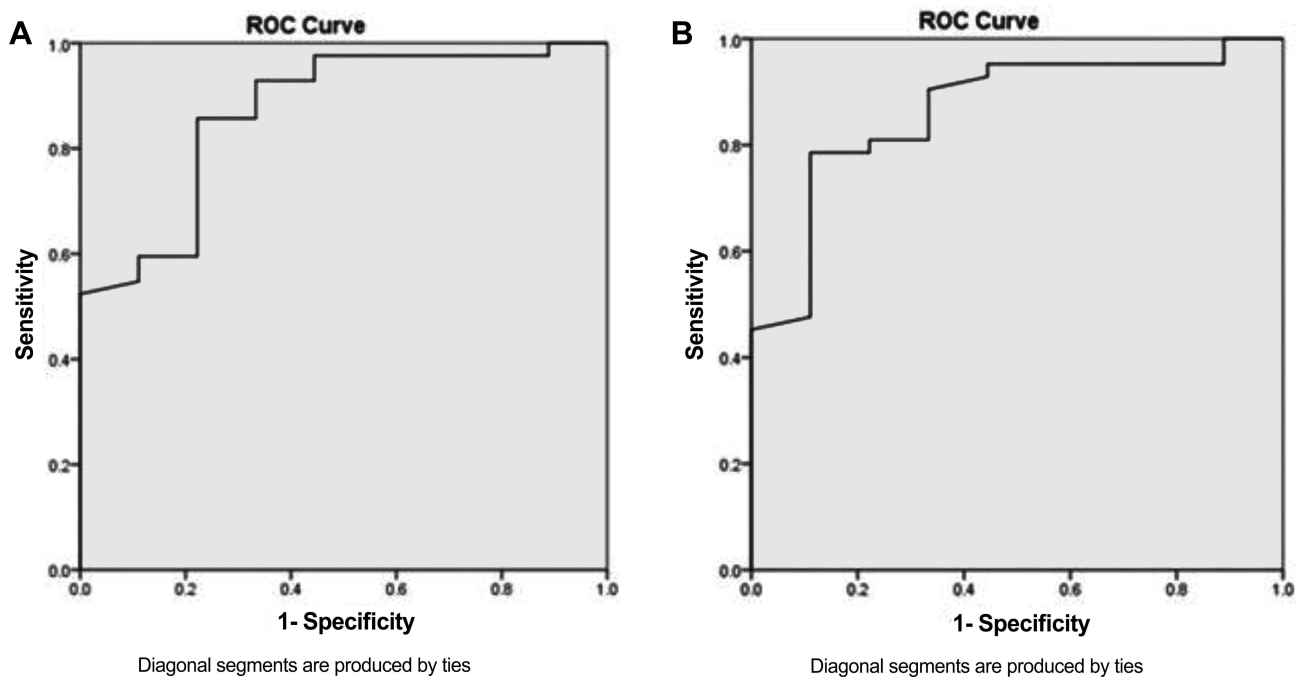 A
ROC Curve
1.0
0.8
0.6
0.4
0.2
0.0
Sensitivity
0.0 0.2 0.4 0.6 0.8 1.0
1- Specificity
Diagonal segments are produced by ties
B
ROC Curve
1.0
0.8
0.6
0.4
0.2
0.0
Sensitivity
0.0 0.2 0.4 0.6 0.8 1.0
1- Specificity
Diagonal segments are produced by ties